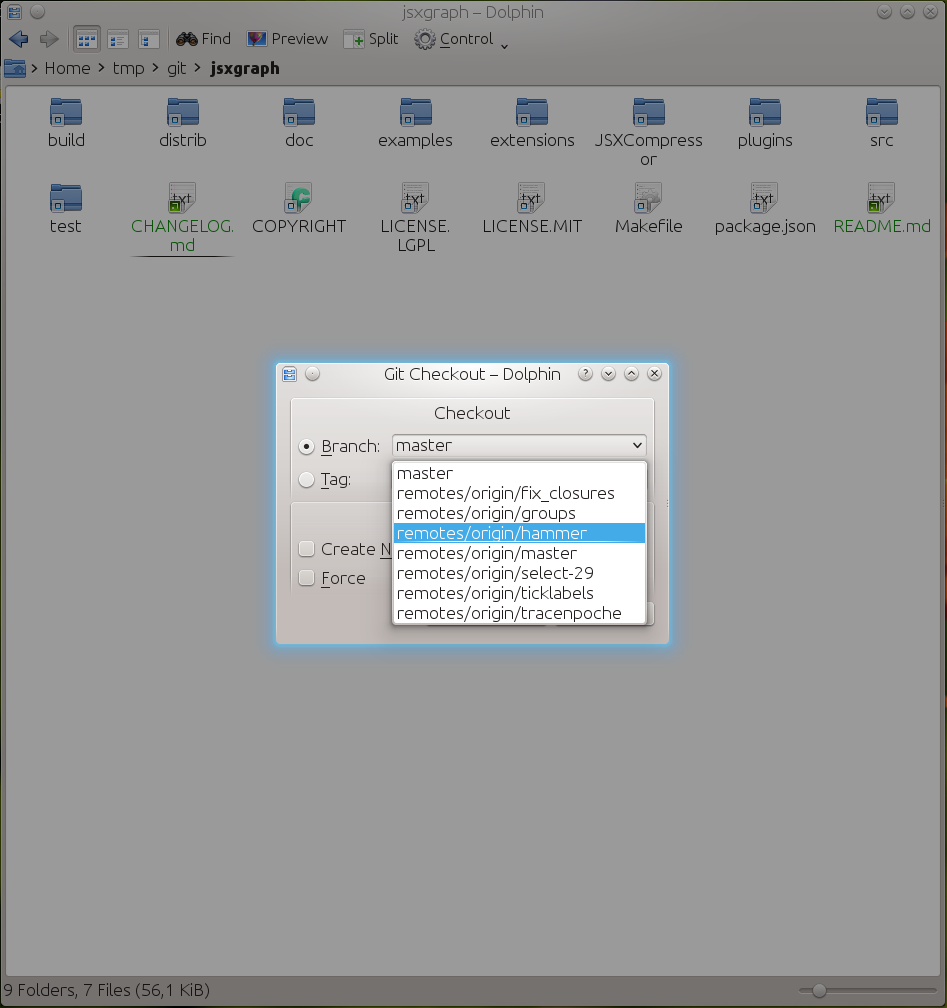 jsxgraph – Dolphin
Find Preview Split Control
> Home > tmp > git > jsxgraph
build distrib doc examples extensions JSXCompress plugins src
or
test CHANGELOG. COPYRIGHT LICENSE. LICENSE.MIT Makefile package.json README.md
md LGPL
Git Checkout – Dolphin
Checkout
Branch: master
Tag:
master
remotes/origin/fix_closures
remotes/origin/groups
remotes/origin/hammer
remotes/origin/master
remotes/origin/select-29
remotes/origin/ticklabels
remotes/origin/tracenpoche
Create N
Force
9 Folders, 7 Files (56,1 KiB)